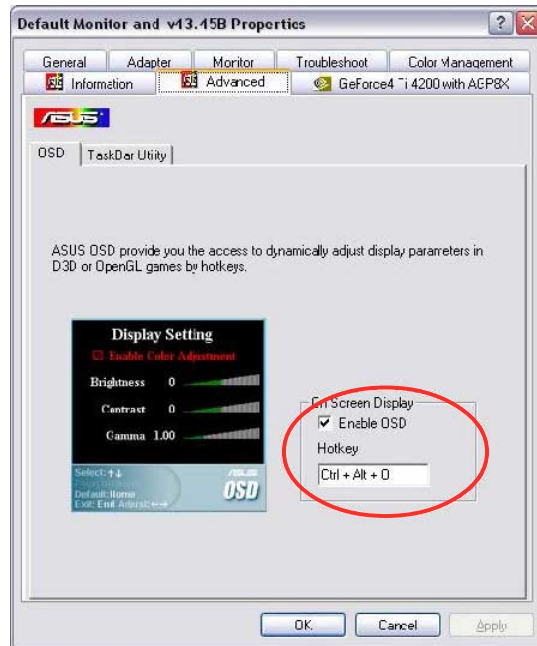 Default Monitor and v43.45B Properties
General Adapter Monitor Troubleshoot Color Management
Information Advanced GeForce4 Ti 4200 with AGP8X
ASUS
OSD TaskBar Utility
ASUS OSD provide you the access to dynamically adjust display parameters in
D3D or OpenGL games by hotkeys.
Display Setting
Enable Color Adjustment
Brightness 0
Contrast 0
Gamma 1.00
Select:↑↓
Default:Home
Exit: End Adjust:←→
ASUS
OSD
On Screen Display
Enable OSD
Hotkey
Ctrl + Alt + O
OK Cancel Apply